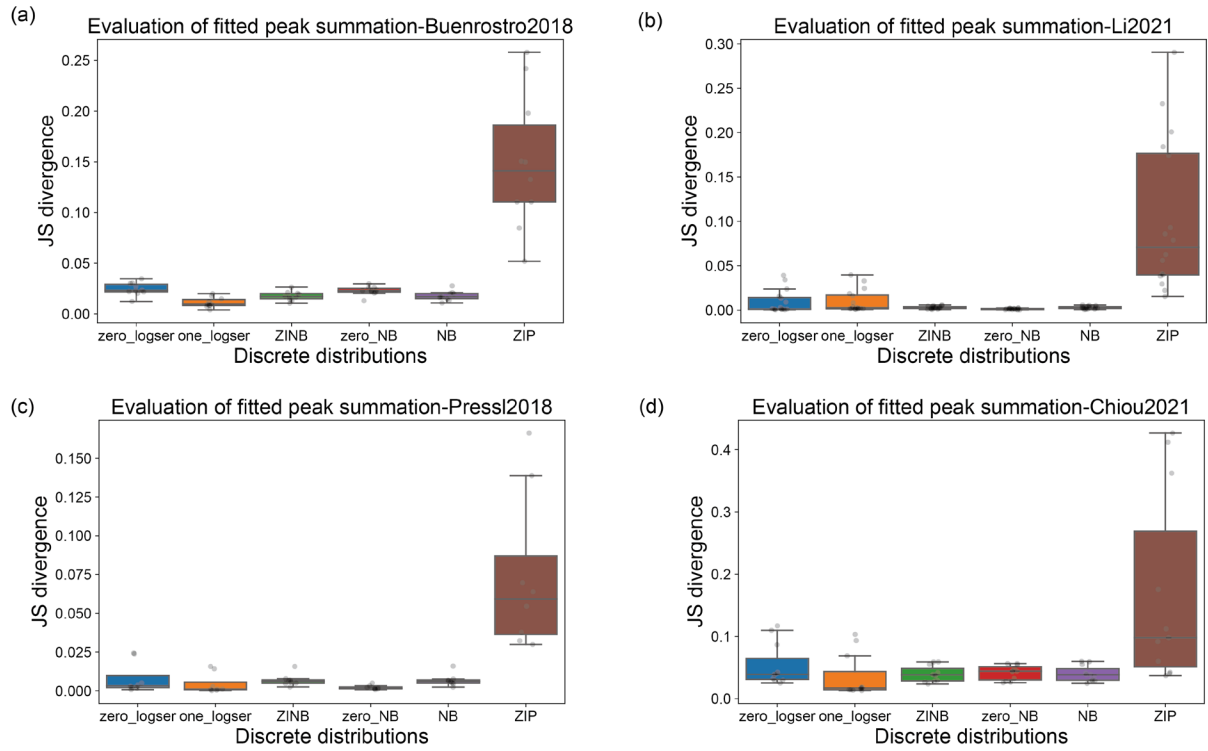 (a)
Evaluation of fitted peak summation-Buenrostro2018
JS divergence
0.25
0.20
0.15
0.10
0.05
0.00
zero_logser one_logser ZINB zero_NB NB ZIP
Discrete distributions
(b)
Evaluation of fitted peak summation-Li2021
JS divergence
0.30
0.25
0.20
0.15
0.10
0.05
0.00
zero_logser one_logser ZINB zero_NB NB ZIP
Discrete distributions
(c)
Evaluation of fitted peak summation-Pressl2018
JS divergence
0.150
0.125
0.100
0.075
0.050
0.025
0.000
zero_logser one_logser ZINB zero_NB NB ZIP
Discrete distributions
(d)
Evaluation of fitted peak summation-Chiou2021
JS divergence
0.4
0.3
0.2
0.1
0.0
zero_logser one_logser ZINB zero_NB NB ZIP
Discrete distributions